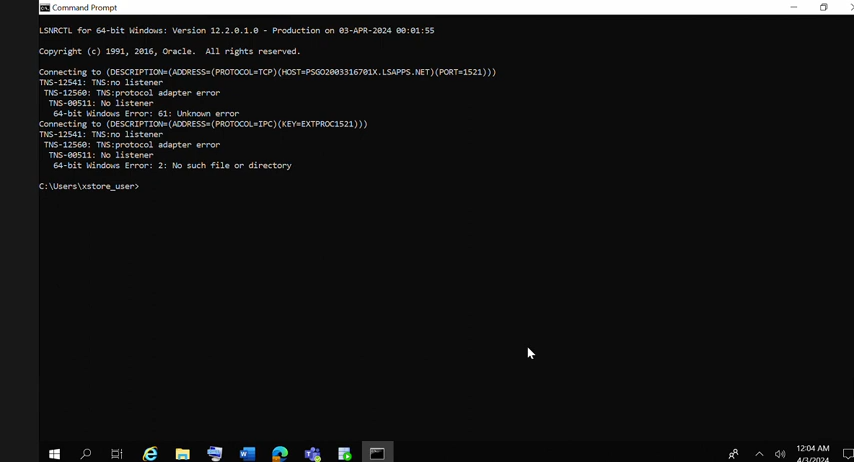 Command Prompt
LSNRCTL for 64-bit Windows: Version 12.2.0.1.0 - Production on 03-APR-2024 00:01:55
Copyright (c) 1991, 2016, Oracle.  All rights reserved.
Connecting to (DESCRIPTION=(ADDRESS=(PROTOCOL=TCP)(HOST=PSGO2003316701X.LSAPPS.NET)(PORT=1521)))
TNS-12541: TNS:no listener
TNS-12560: TNS:protocol adapter error
TNS-00511: No listener
64-bit Windows Error: 61: Unknown error
Connecting to (DESCRIPTION=(ADDRESS=(PROTOCOL=IPC)(KEY=EXTPROC1521)))
TNS-12541: TNS:no listener
TNS-12560: TNS:protocol adapter error
TNS-00511: No listener
64-bit Windows Error: 2: No such file or directory
C:\Users\xstore_user>
12:04 AM
4/3/2024